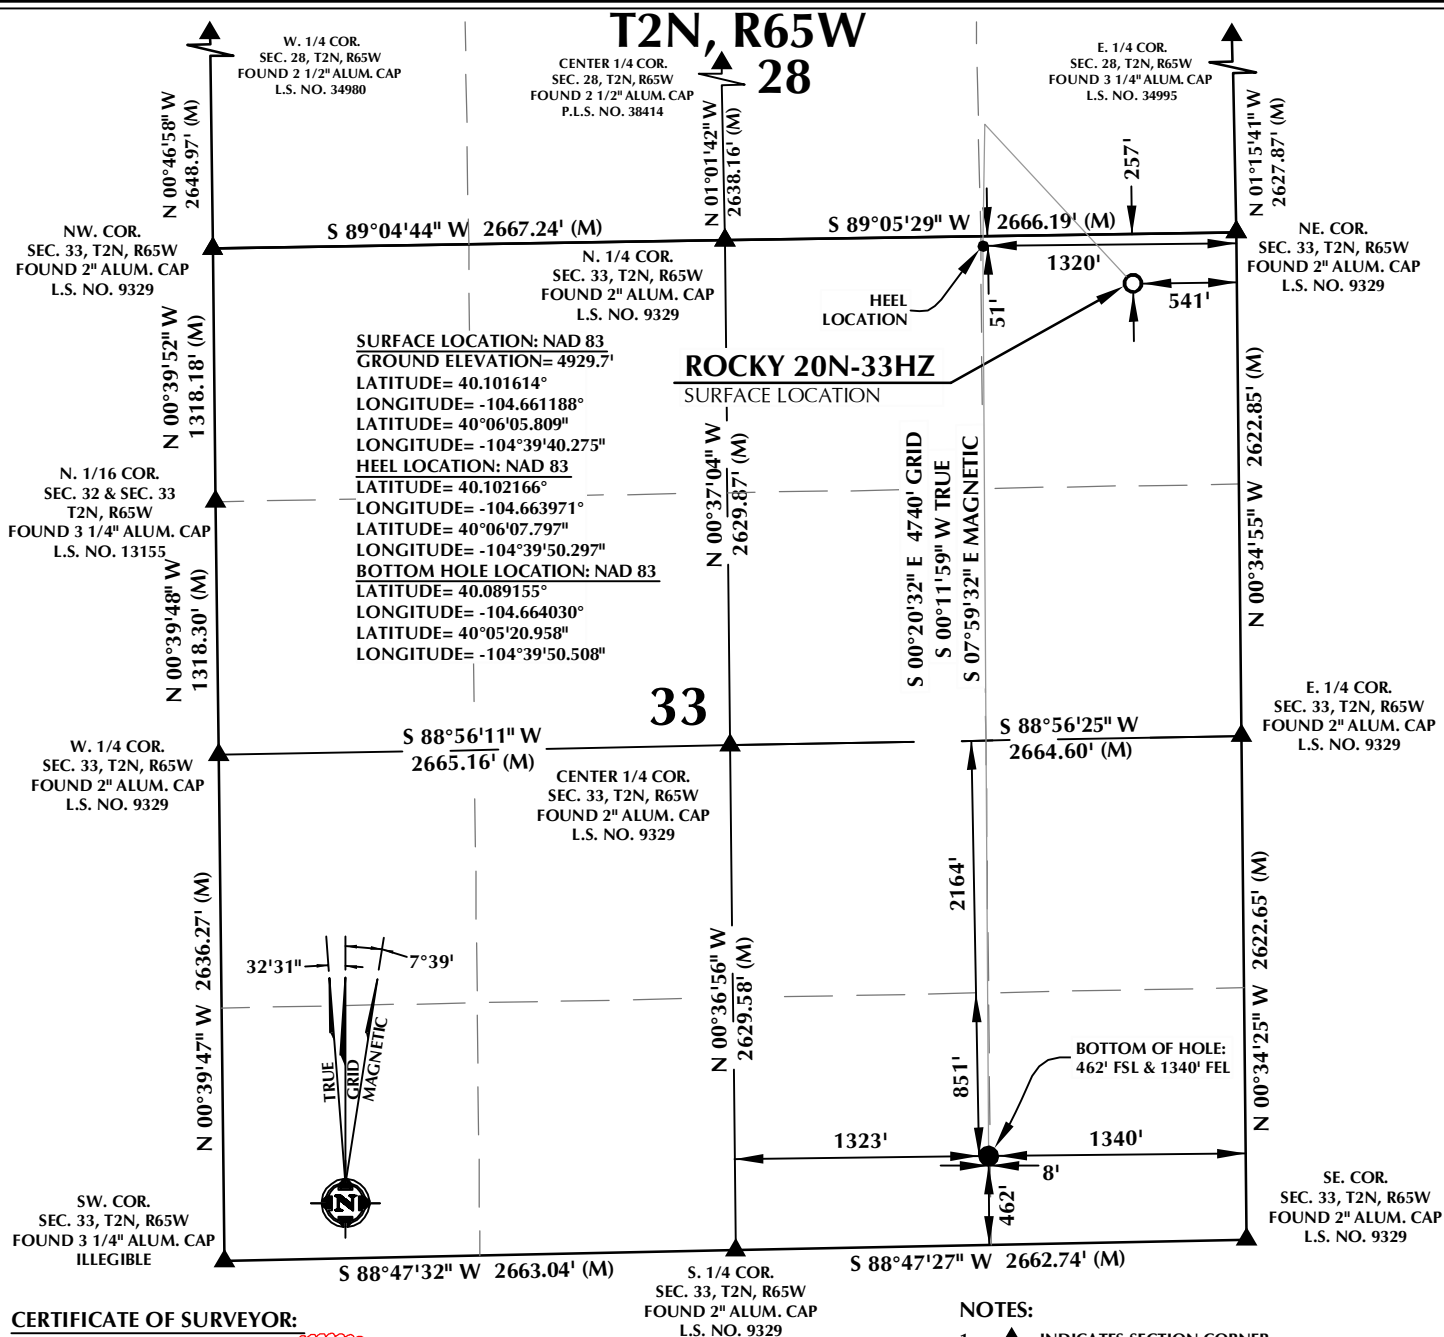 T2N, R65W
28
W. 1/4 COR.
SEC. 28, T2N, R65W
FOUND 2 1/2" ALUM. CAP
L.S. NO. 34980
CENTER 1/4 COR.
SEC. 28, T2N, R65W
FOUND 2 1/2" ALUM. CAP
P.L.S. NO. 38414
E. 1/4 COR.
SEC. 28, T2N, R65W
FOUND 3 1/4" ALUM. CAP
L.S. NO. 34995
N 00°46'58" W
2648.97' (M)
N 01°01'42" W
2638.16' (M)
257'
N 01°15'41" W
2627.87' (M)
S 89°04'44" W 2667.24' (M)
S 89°05'29" W 2666.19' (M)
NW. COR.
SEC. 33, T2N, R65W
FOUND 2" ALUM. CAP
L.S. NO. 9329
N. 1/4 COR.
SEC. 33, T2N, R65W
FOUND 2" ALUM. CAP
L.S. NO. 9329
NE. COR.
SEC. 33, T2N, R65W
FOUND 2" ALUM. CAP
L.S. NO. 9329
1320'
541'
51'
HEEL
LOCATION
ROCKY 20N-33HZ
SURFACE LOCATION
N 00°39'52" W
1318.18' (M)
SURFACE LOCATION: NAD 83
GROUND ELEVATION= 4929.7'
LATITUDE= 40.101614°
LONGITUDE= -104.661188°
LATITUDE= 40°06'05.809"
LONGITUDE= -104°39'40.275"
HEEL LOCATION: NAD 83
LATITUDE= 40.102166°
LONGITUDE= -104.663971°
LATITUDE= 40°06'07.797"
LONGITUDE= -104°39'50.297"
BOTTOM HOLE LOCATION: NAD 83
LATITUDE= 40.089155°
LONGITUDE= -104.664030°
LATITUDE= 40°05'20.958"
LONGITUDE= -104°39'50.508"
N. 1/16 COR.
SEC. 32 & SEC. 33
T2N, R65W
FOUND 3 1/4" ALUM. CAP
L.S. NO. 13155
N 00°39'48" W
1318.30' (M)
N 00°37'04" W
2629.87' (M)
S 00°20'32" E 4740' GRID
S 00°11'59" W TRUE
S 07°59'32" E MAGNETIC
N 00°34'55" W 2622.85' (M)
33
S 88°56'11" W
2665.16' (M)
S 88°56'25" W
2664.60' (M)
W. 1/4 COR.
SEC. 33, T2N, R65W
FOUND 2" ALUM. CAP
L.S. NO. 9329
CENTER 1/4 COR.
SEC. 33, T2N, R65W
FOUND 2" ALUM. CAP
L.S. NO. 9329
E. 1/4 COR.
SEC. 33, T2N, R65W
FOUND 2" ALUM. CAP
L.S. NO. 9329
N 00°39'47" W 2636.27' (M)
N 00°36'56" W
2629.58' (M)
2164'
851'
N 00°34'25" W 2622.65' (M)
32'31"
7°39'
TRUE
GRID
MAGNETIC
N
BOTTOM OF HOLE:
462' FSL & 1340' FEL
1323'
1340'
8'
462'
SW. COR.
SEC. 33, T2N, R65W
FOUND 3 1/4" ALUM. CAP
ILLEGIBLE
SE. COR.
SEC. 33, T2N, R65W
FOUND 2" ALUM. CAP
L.S. NO. 9329
S 88°47'32" W 2663.04' (M)
S 88°47'27" W 2662.74' (M)
S. 1/4 COR.
SEC. 33, T2N, R65W
FOUND 2" ALUM. CAP
L.S. NO. 9329
CERTIFICATE OF SURVEYOR:
NOTES:
1. INDICATES SECTION CORNER